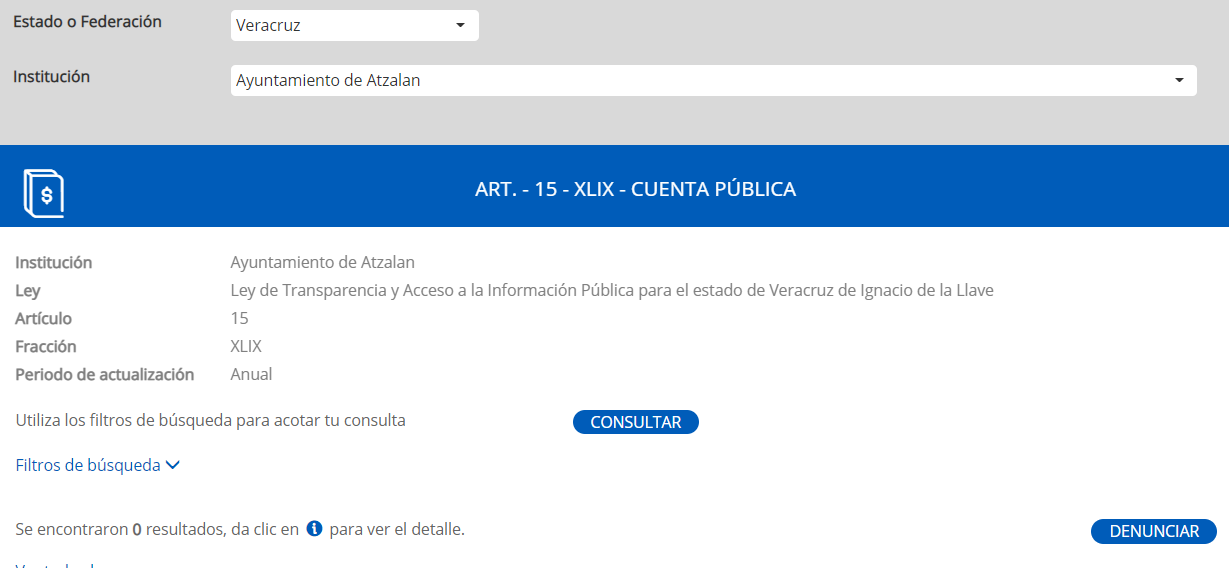 Estado o Federación
Veracruz
Institución
Ayuntamiento de Atzalan
$
ART. - 15 - XLIX - CUENTA PÚBLICA
Institución Ayuntamiento de Atzalan
Ley Ley de Transparencia y Acceso a la Información Pública para el estado de Veracruz de Ignacio de la Llave
Artículo 15
Fracción XLIX
Periodo de actualización Anual
Utiliza los filtros de búsqueda para acotar tu consulta CONSULTAR
Filtros de búsqueda
Se encontraron 0 resultados, da clic en i para ver el detalle. DENUNCIAR